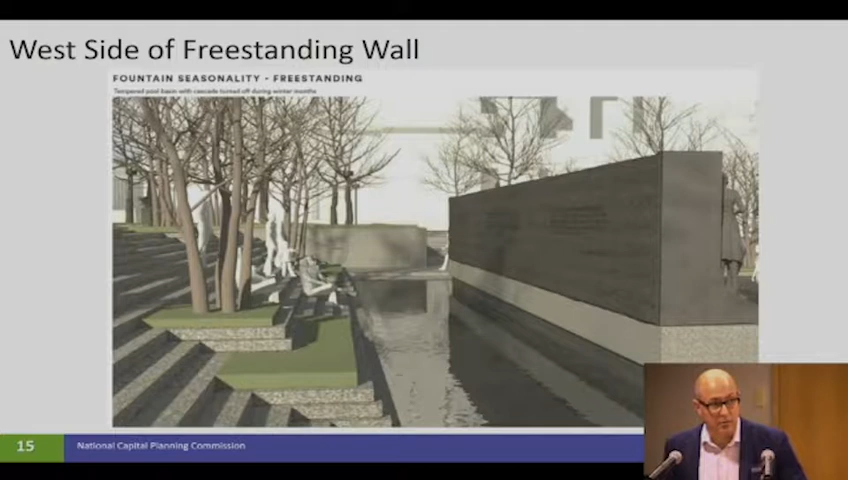 West Side of Freestanding Wall
FOUNTAIN SEASONALITY - FREESTANDING
Tempered pool basin with cascade turned off during winter months
15
National Capital Planning Commission